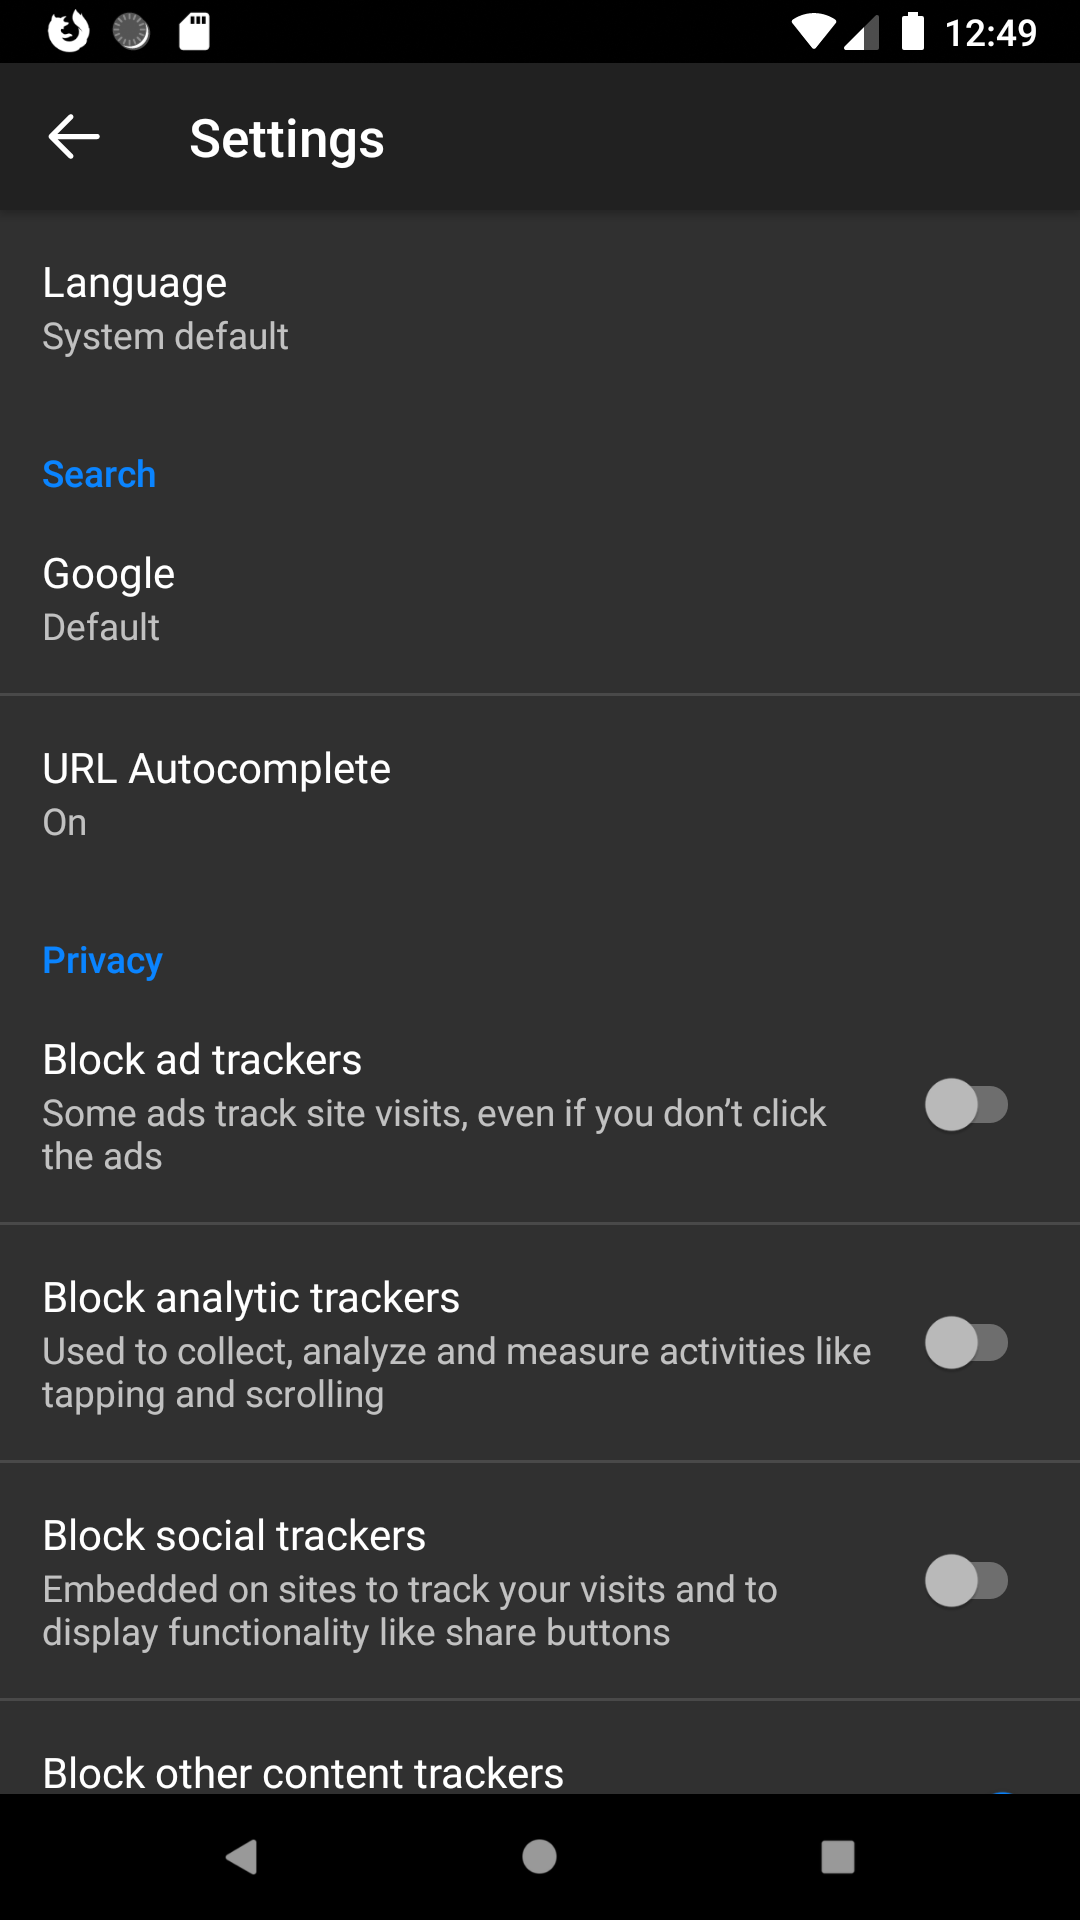 12:49
Settings
Language
System default
Search
Google
Default
URL Autocomplete
On
Privacy
Block ad trackers
Some ads track site visits, even if you don’t click
the ads
Block analytic trackers
Used to collect, analyze and measure activities like
tapping and scrolling
Block social trackers
Embedded on sites to track your visits and to
display functionality like share buttons
Block other content trackers